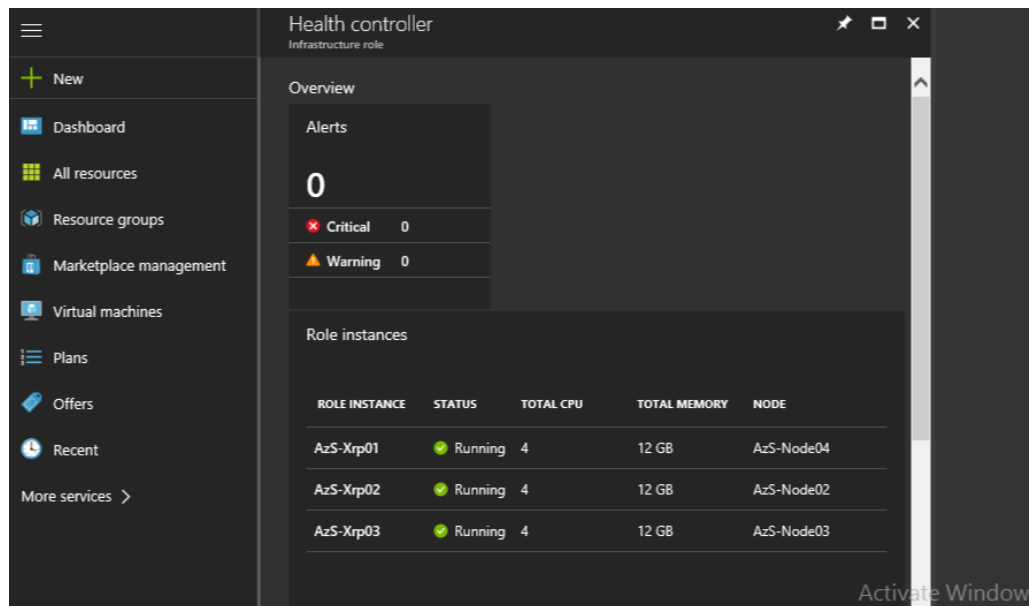 Health controller
Infrastructure role
New
Dashboard
All resources
Resource groups
Marketplace management
Virtual machines
Plans
Offers
Recent
More services
Overview
Alerts
0
Critical 0
Warning 0
Role instances
ROLE INSTANCE STATUS TOTAL CPU TOTAL MEMORY NODE
AzS-Xrp01 Running 4 12 GB AzS-Node04
AzS-Xrp02 Running 4 12 GB AzS-Node02
AzS-Xrp03 Running 4 12 GB AzS-Node03
Activate Window